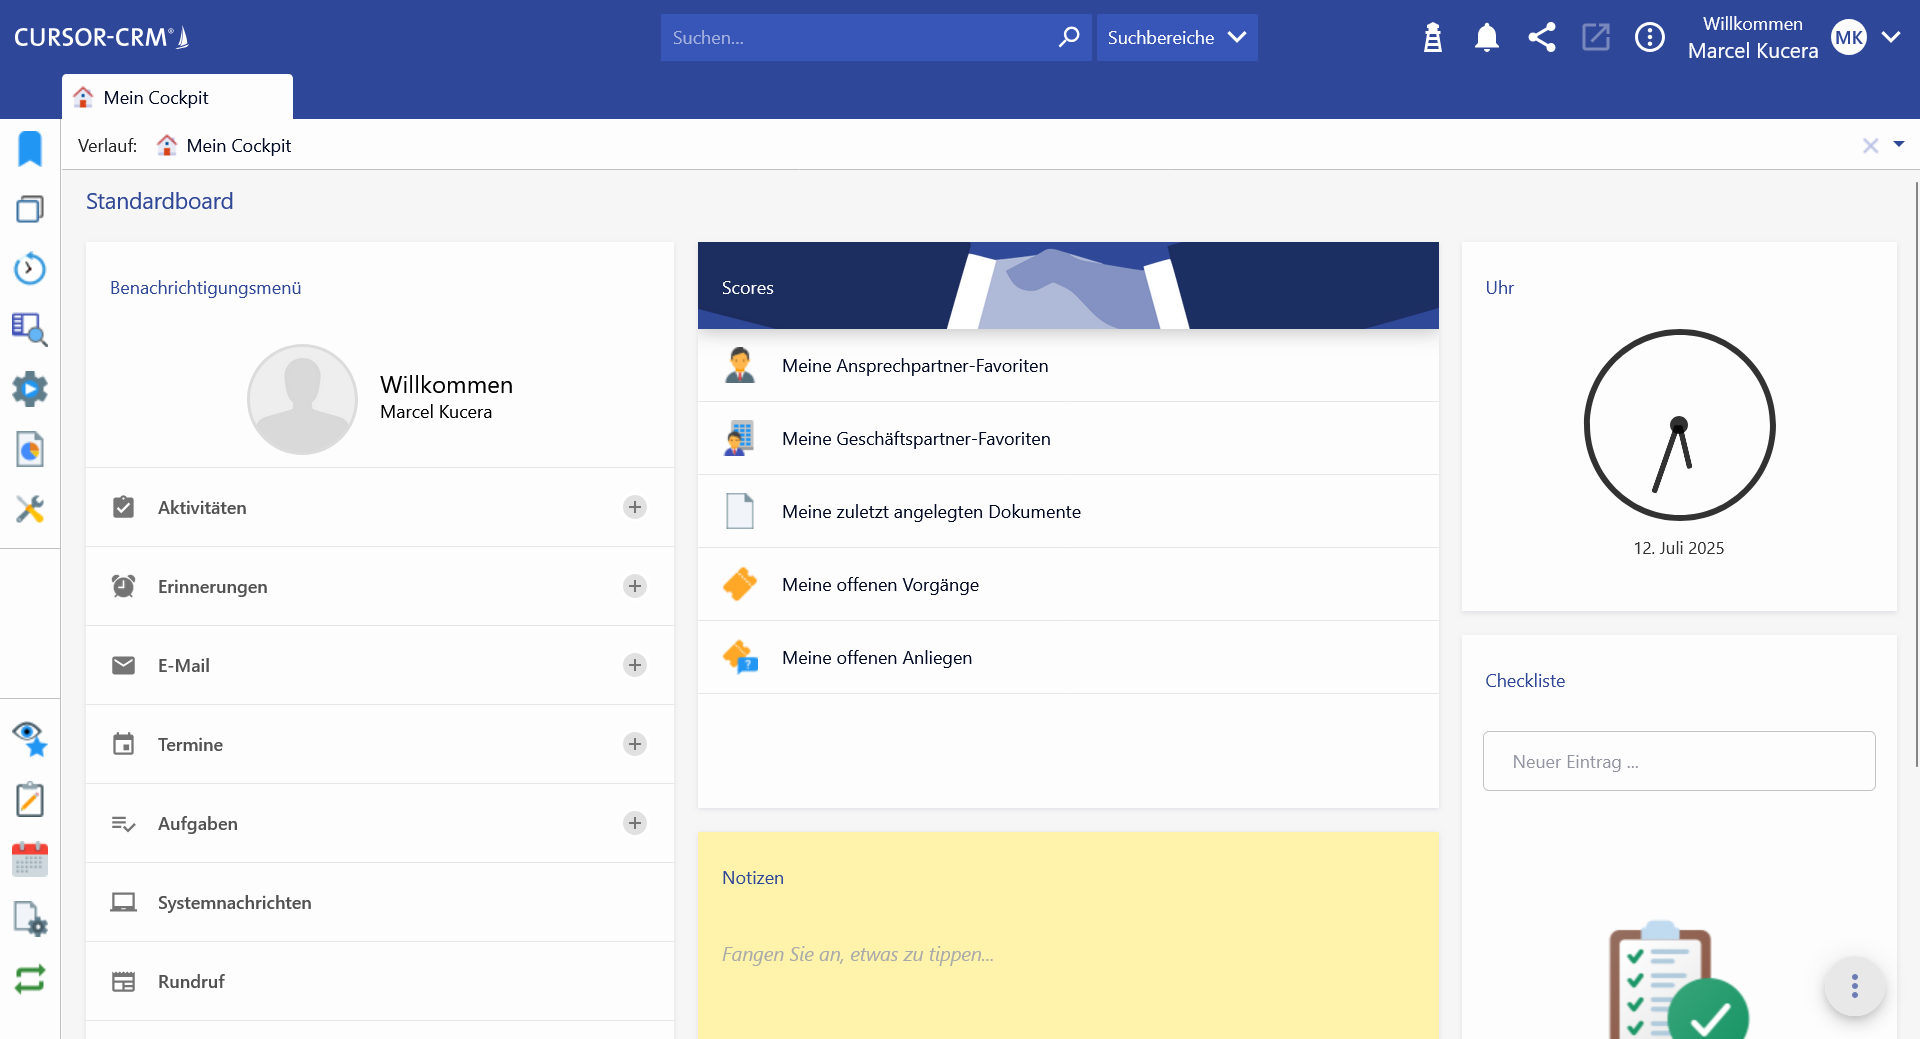 CURSOR-CRM®
Suchen...
Suchbereiche
Willkommen
Marcel Kucera
MK
Mein Cockpit
Verlauf:
Mein Cockpit
Standardboard
Benachrichtigungsmenü
Willkommen
Marcel Kucera
Aktivitäten
Erinnerungen
E-Mail
Termine
Aufgaben
Systemnachrichten
Rundruf
Scores
Meine Ansprechpartner-Favoriten
Meine Geschäftspartner-Favoriten
Meine zuletzt angelegten Dokumente
Meine offenen Vorgänge
?
Meine offenen Anliegen
Notizen
Fangen Sie an, etwas zu tippen...
Uhr
12. Juli 2025
Checkliste
Neuer Eintrag ...